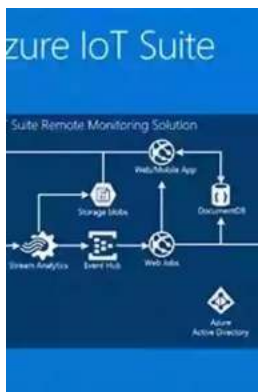 zure IoT Suite
Suite Remote Monitoring Solution
Web/Mobile App
Storage blobs
DocumentDB
Stream Analytics
Event Hub
Web Jobs
Azure
Active Directory